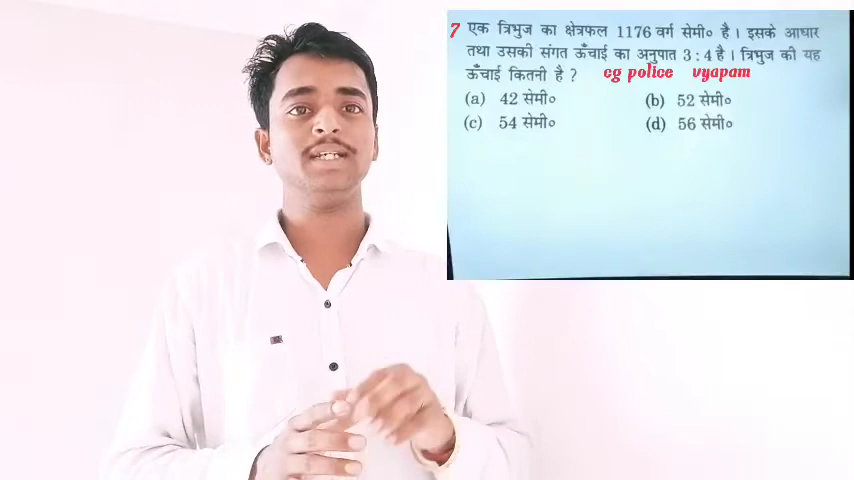 7 एक त्रिभुज का क्षेत्रफल 1176 वर्ग सेमी० है। इसके आधार
तथा उसकी संगत ऊँचाई का अनुपात 3 : 4 है। त्रिभुज की यह
ऊँचाई कितनी है ? cg police vyapam
(a) 42 सेमी० (b) 52 सेमी०
(c) 54 सेमी० (d) 56 सेमी०